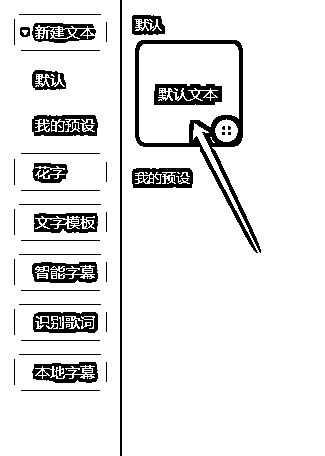 新建文本
默认
我的预设
花字
文字模板
智能字幕
识别歌词
本地字幕
默认
默认文本
我的预设